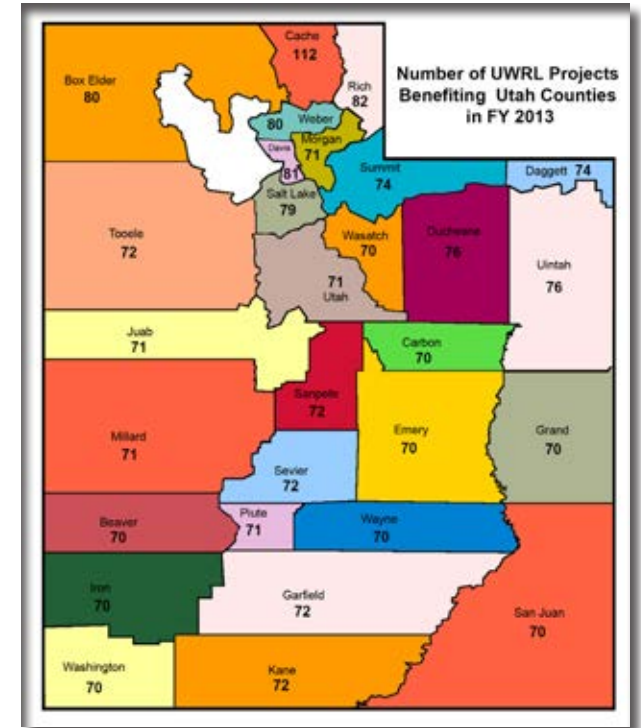 Cache
112
Box Elder
80
Rich
82
Number of UWRL Projects
Benefiting Utah Counties
in FY 2013
80 Weber
Morgan
71
Davis
81
Summit
74
Daggett 74
Salt Lake
79
Tooele
72
Wasatch
70
Duchesne
76
Uintah
76
71
Utah
Juab
71
Carbon
70
Sanpete
72
Millard
71
Emery
70
Grand
70
Sevier
72
Beaver
70
Piute
71
Wayne
70
Iron
70
Garfield
72
San Juan
70
Washington
70
Kane
72